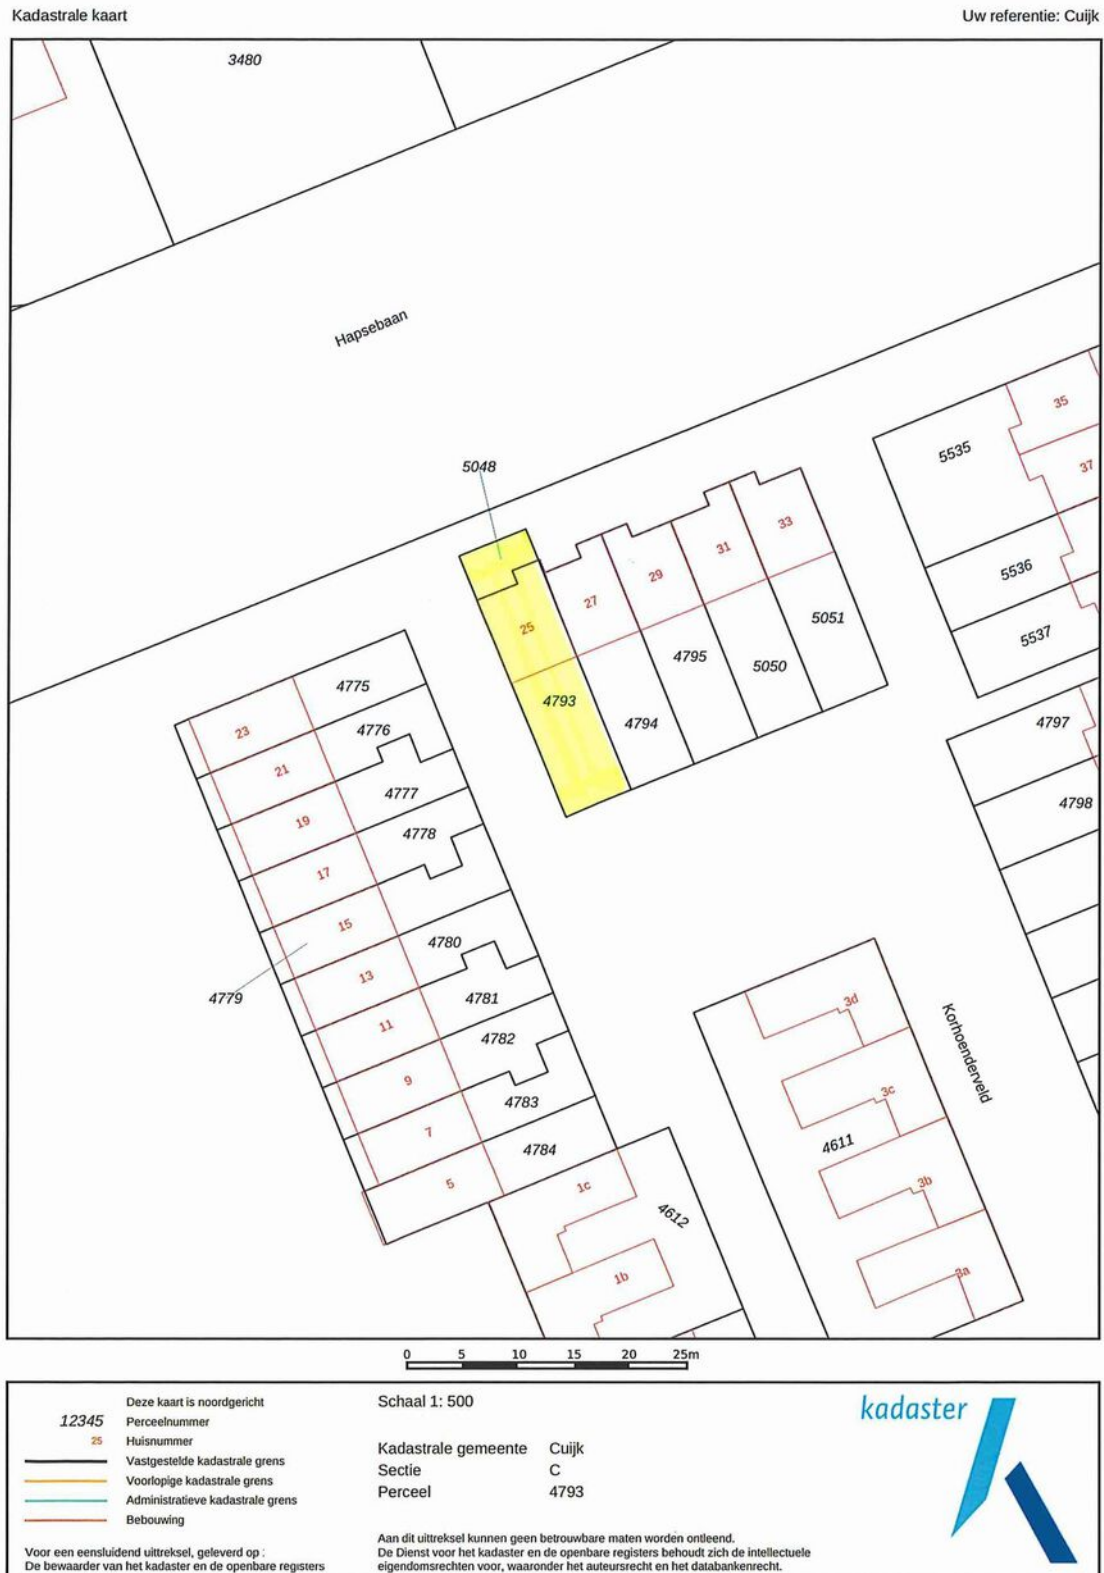 Kadastrale kaart
Uw referentie: Cuijk
3480
Hapsebaan
5048
35
5535
37
33
31
29
27
5536
25
5051
5537
4795
5050
4775
4793
4794
4797
23
4776
21
4777
4798
19
4778
17
15
4780
13
4779
4781
3d
Korhoenderveld
11
4782
9
3c
4783
7
4611
4784
5
1c
3b
4612
1b
3a
0 5 10 15 20 25m
Deze kaart is noordgericht
12345 Perceelnummer
25 Huisnummer
Vastgestelde kadastrale grens
Voorlopige kadastrale grens
Administratieve kadastrale grens
Bebouwing
Voor een eensluidend uittreksel, geleverd op :
De bewaarder van het kadaster en de openbare registers
Schaal 1: 500
Kadastrale gemeente Cuijk
Sectie C
Perceel 4793
Aan dit uittreksel kunnen geen betrouwbare maten worden ontleend.
De Dienst voor het kadaster en de openbare registers behoudt zich de intellectuele
eigendomsrechten voor, waaronder het auteursrecht en het databankenrecht.
kadaster